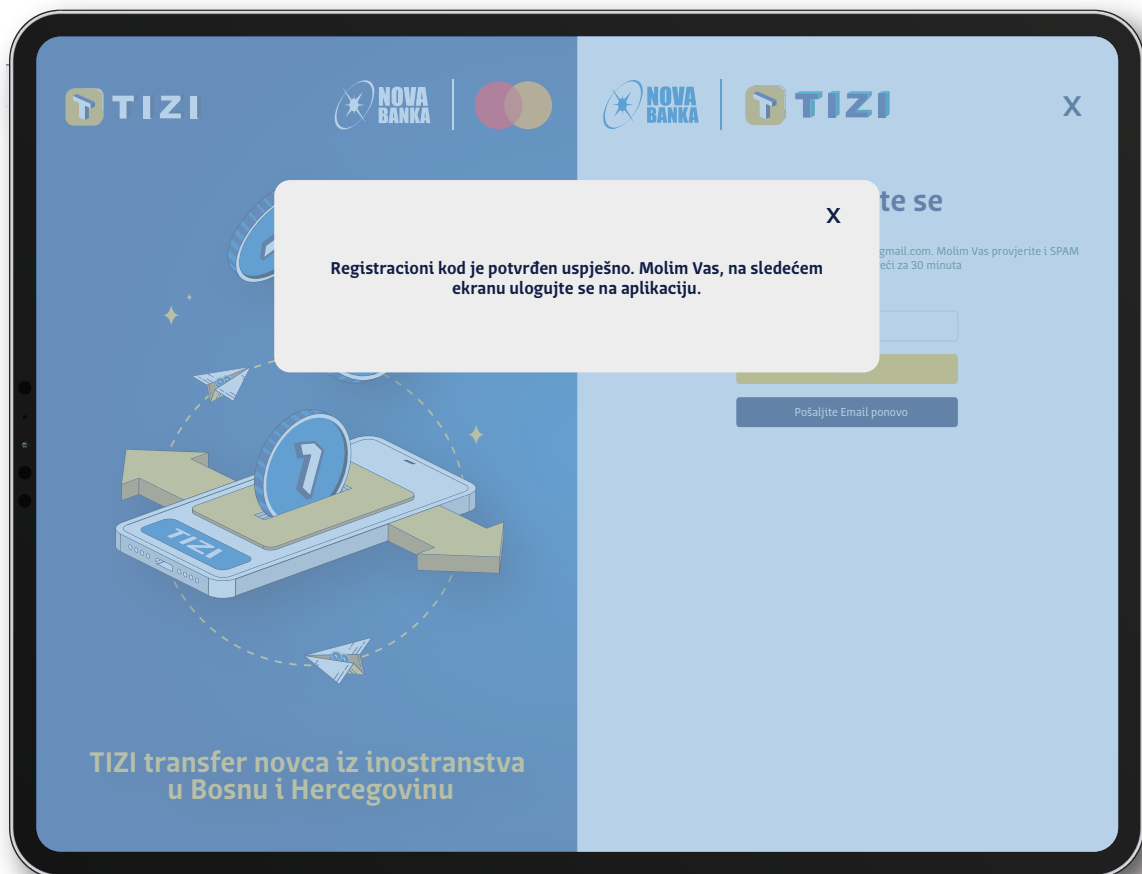 TIZI
NOVA
BANKA
NOVA
BANKA
TIZI
X
te se
X
gmail.com. Molim Vas provjerite i SPAM
eći za 30 minuta
Registracioni kod je potvrđen uspješno. Molim Vas, na sledećem
ekranu ulogujte se na aplikaciju.
Pošaljite Email ponovo
1
TIZI
TIZI transfer novca iz inostranstva
u Bosnu i Hercegovinu